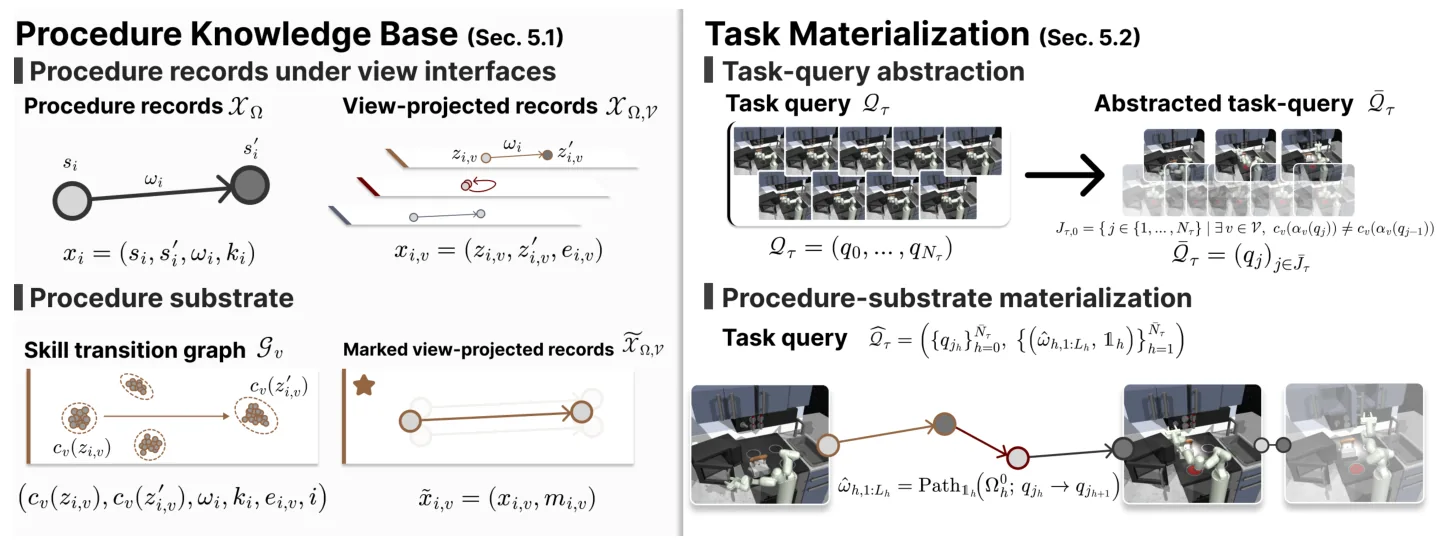 Procedure Knowledge Base (Sec. 5.1)
Procedure records under view interfaces
Procedure records 𝒳_Ω
s_i
s′_i
ω_i
x_i = (s_i, s′_i, ω_i, k_i)
View-projected records 𝒳_{Ω,𝒱}
z_{i,v} ω_i z′_{i,v}
x_{i,v} = (z_{i,v}, z′_{i,v}, e_{i,v})
Procedure substrate
Skill transition graph 𝒢_v
c_v(z′_{i,v})
c_v(z_{i,v})
(c_v(z_{i,v}), c_v(z′_{i,v}), ω_i, k_i, e_{i,v}, i)
Marked view-projected records 𝒳̃_{Ω,𝒱}
x̃_{i,v} = (x_{i,v}, m_{i,v})
Task Materialization (Sec. 5.2)
Task-query abstraction
Task query 𝒬_τ
𝒬_τ = (q_0, …, q_{N_τ})
Abstracted task-query 𝒬̄_τ
J_{τ,0} = { j ∈ {1, …, N_τ} | ∃ v ∈ 𝒱, c_v(α_v(q_j)) ≠ c_v(α_v(q_{j−1}))
𝒬̄_τ = (q_j)_{j∈J̄_τ}
Procedure-substrate materialization
Task query 𝒬̂_τ = ({q_{j_h}}_{h=0}^{N̄_τ}, {(ω̂_{h,1:L_h}, 𝟙_h)}_{h=1}^{N̄_τ})
ω̂_{h,1:L_h} = Path_{𝟙_h}(Ω_h^0; q_{j_h} → q_{j_{h+1}})